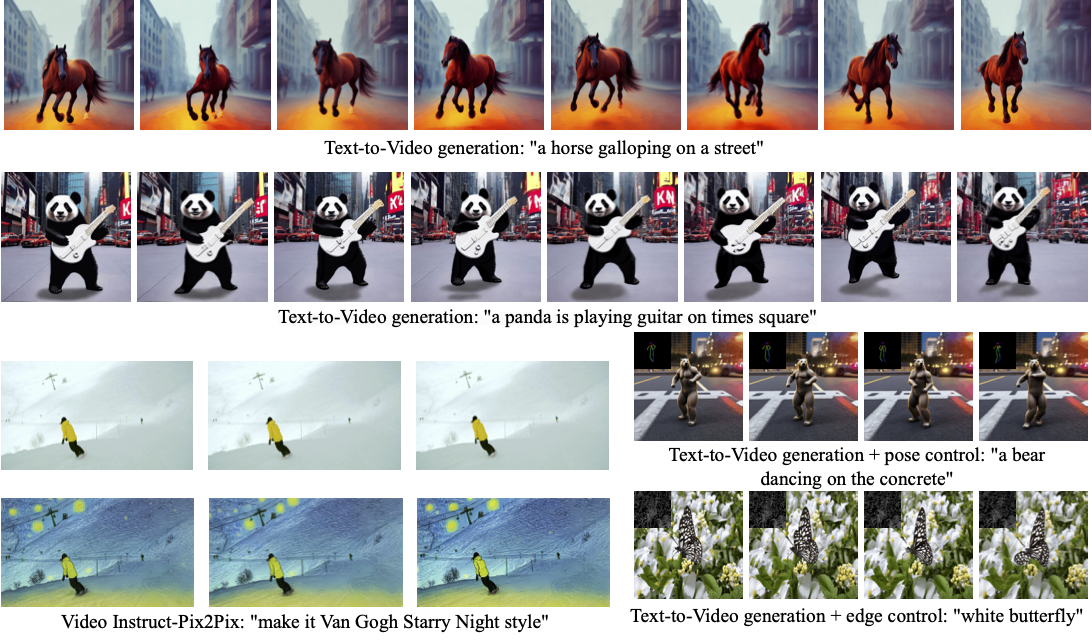 Text-to-Video generation: "a horse galloping on a street"
Text-to-Video generation: "a panda is playing guitar on times square"
Text-to-Video generation + pose control: "a bear
dancing on the concrete"
Video Instruct-Pix2Pix: "make it Van Gogh Starry Night style"
Text-to-Video generation + edge control: "white butterfly"